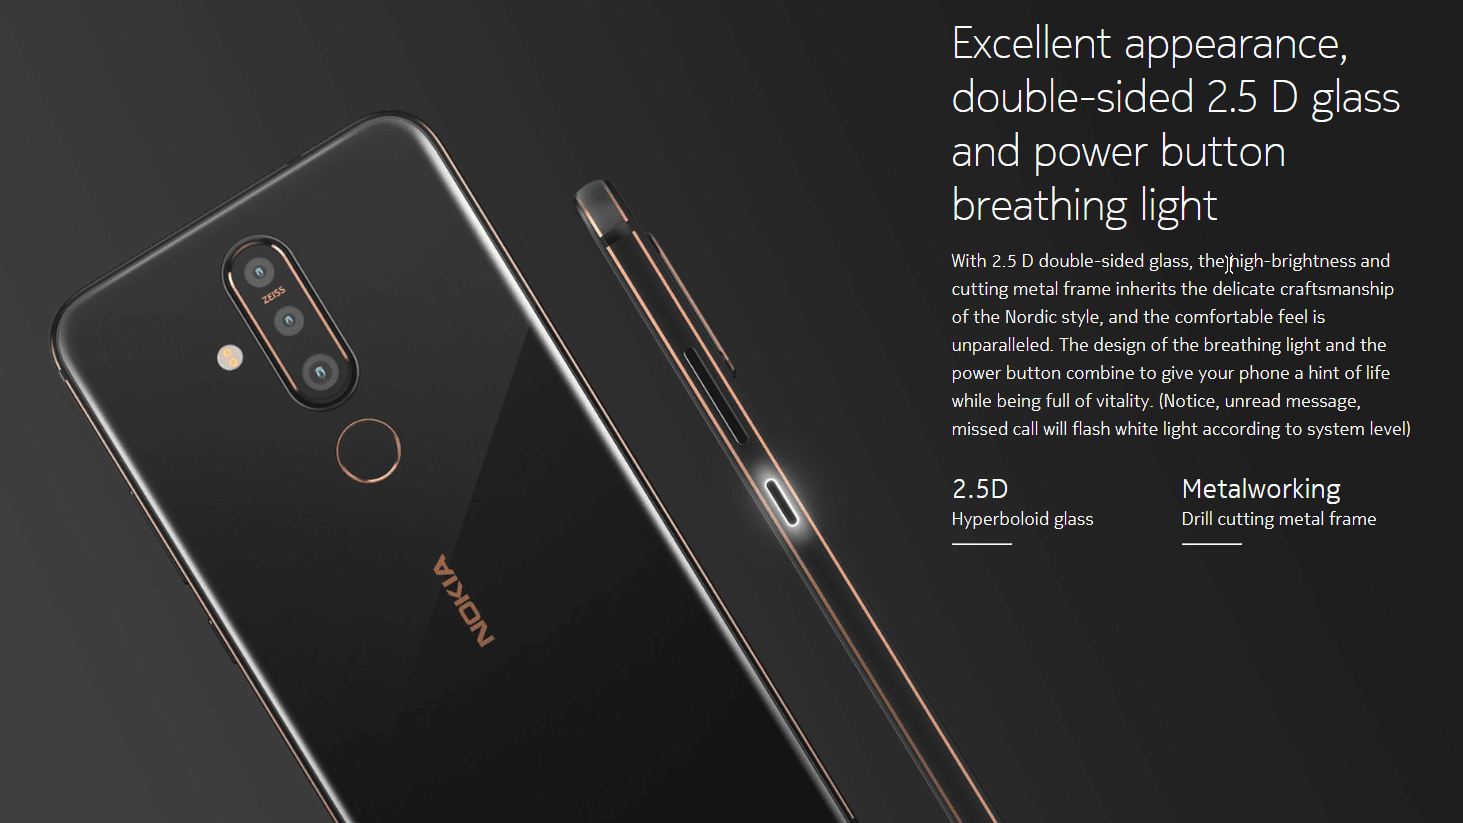 Excellent appearance,
double-sided 2.5 D glass
and power button
breathing light
With 2.5 D double-sided glass, the high-brightness and
cutting metal frame inherits the delicate craftsmanship
of the Nordic style, and the comfortable feel is
unparalleled. The design of the breathing light and the
power button combine to give your phone a hint of life
while being full of vitality. (Notice, unread message,
missed call will flash white light according to system level)
2.5D
Hyperboloid glass
Metalworking
Drill cutting metal frame
ZEISS
NOKIA